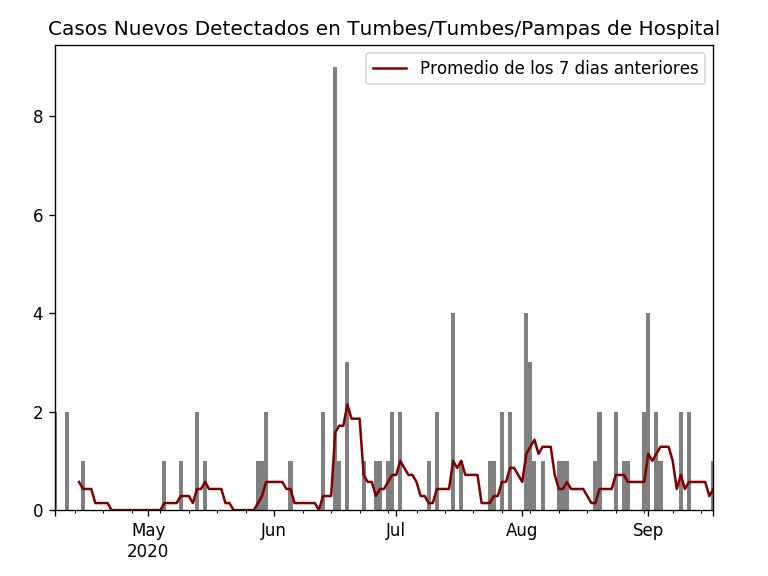 Casos Nuevos Detectados en Tumbes/Tumbes/Pampas de Hospital
Promedio de los 7 dias anteriores
8
6
4
2
0
May Jun Jul Aug Sep
2020